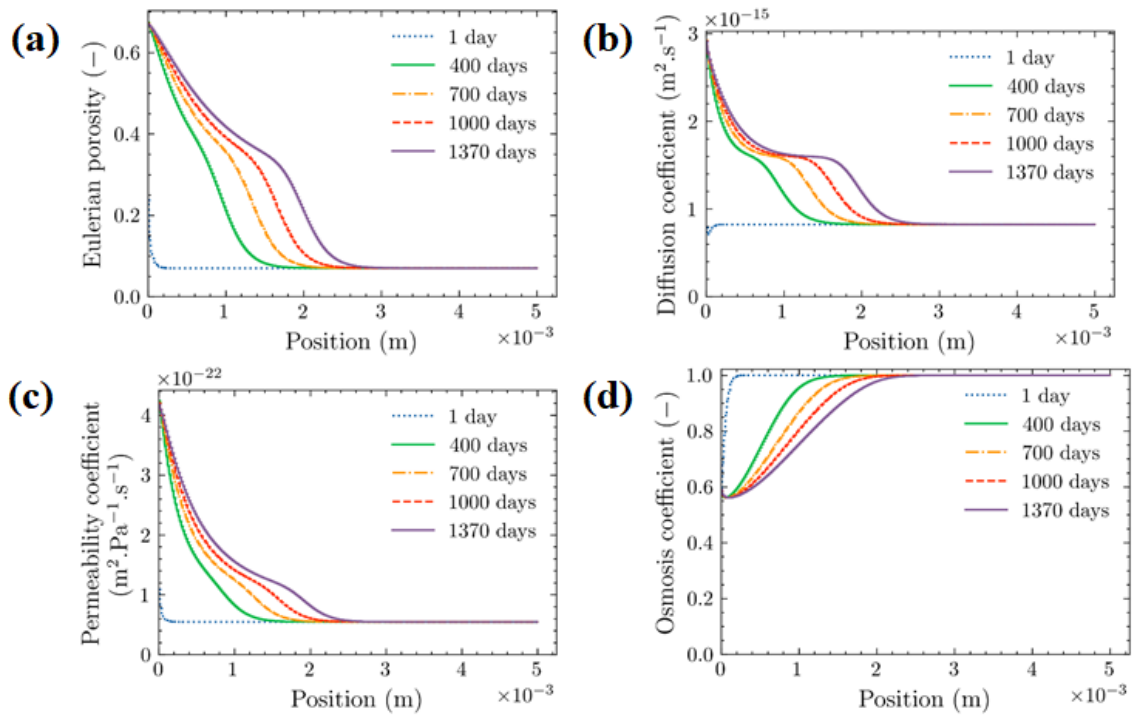 (a)
Eulerian porosity (−)
0.6
0.4
0.2
0.0
1 day
400 days
700 days
1000 days
1370 days
0 1 2 3 4 5
×10⁻³
Position (m)
(b)
×10⁻¹⁵
Diffusion coefficient (m².s⁻¹)
3
2
1
0
1 day
400 days
700 days
1000 days
1370 days
0 1 2 3 4 5
×10⁻³
Position (m)
(c)
×10⁻²²
Permeability coefficient
(m².Pa⁻¹.s⁻¹)
4
3
2
1
0
1 day
400 days
700 days
1000 days
1370 days
0 1 2 3 4 5
×10⁻³
Position (m)
(d)
Osmosis coefficient (−)
1.0
0.8
0.6
0.4
0.2
0.0
1 day
400 days
700 days
1000 days
1370 days
0 1 2 3 4 5
×10⁻³
Position (m)